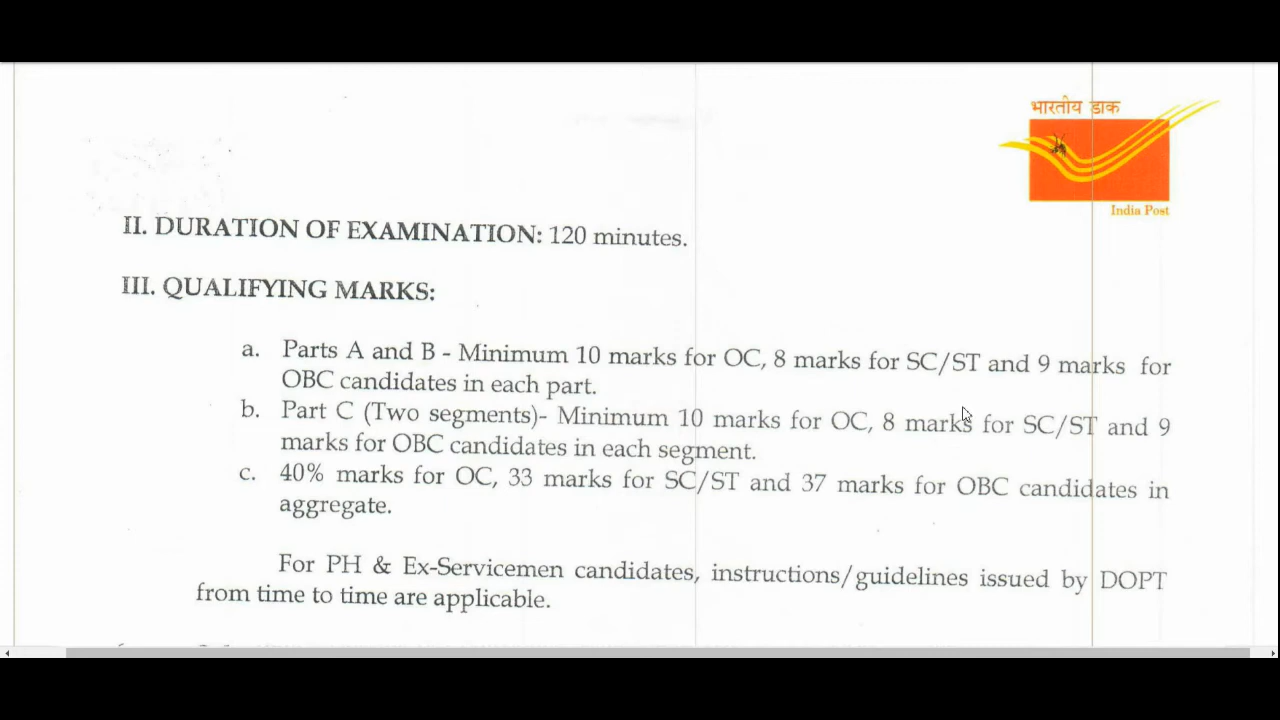 भारतीय डाक
India Post
II. DURATION OF EXAMINATION: 120 minutes.
III. QUALIFYING MARKS:
a. Parts A and B - Minimum 10 marks for OC, 8 marks for SC/ST and 9 marks for
OBC candidates in each part.
b. Part C (Two segments)- Minimum 10 marks for OC, 8 marks for SC/ST and 9
marks for OBC candidates in each segment.
c. 40% marks for OC, 33 marks for SC/ST and 37 marks for OBC candidates in
aggregate.
For PH & Ex-Servicemen candidates, instructions/guidelines issued by DOPT
from time to time are applicable.